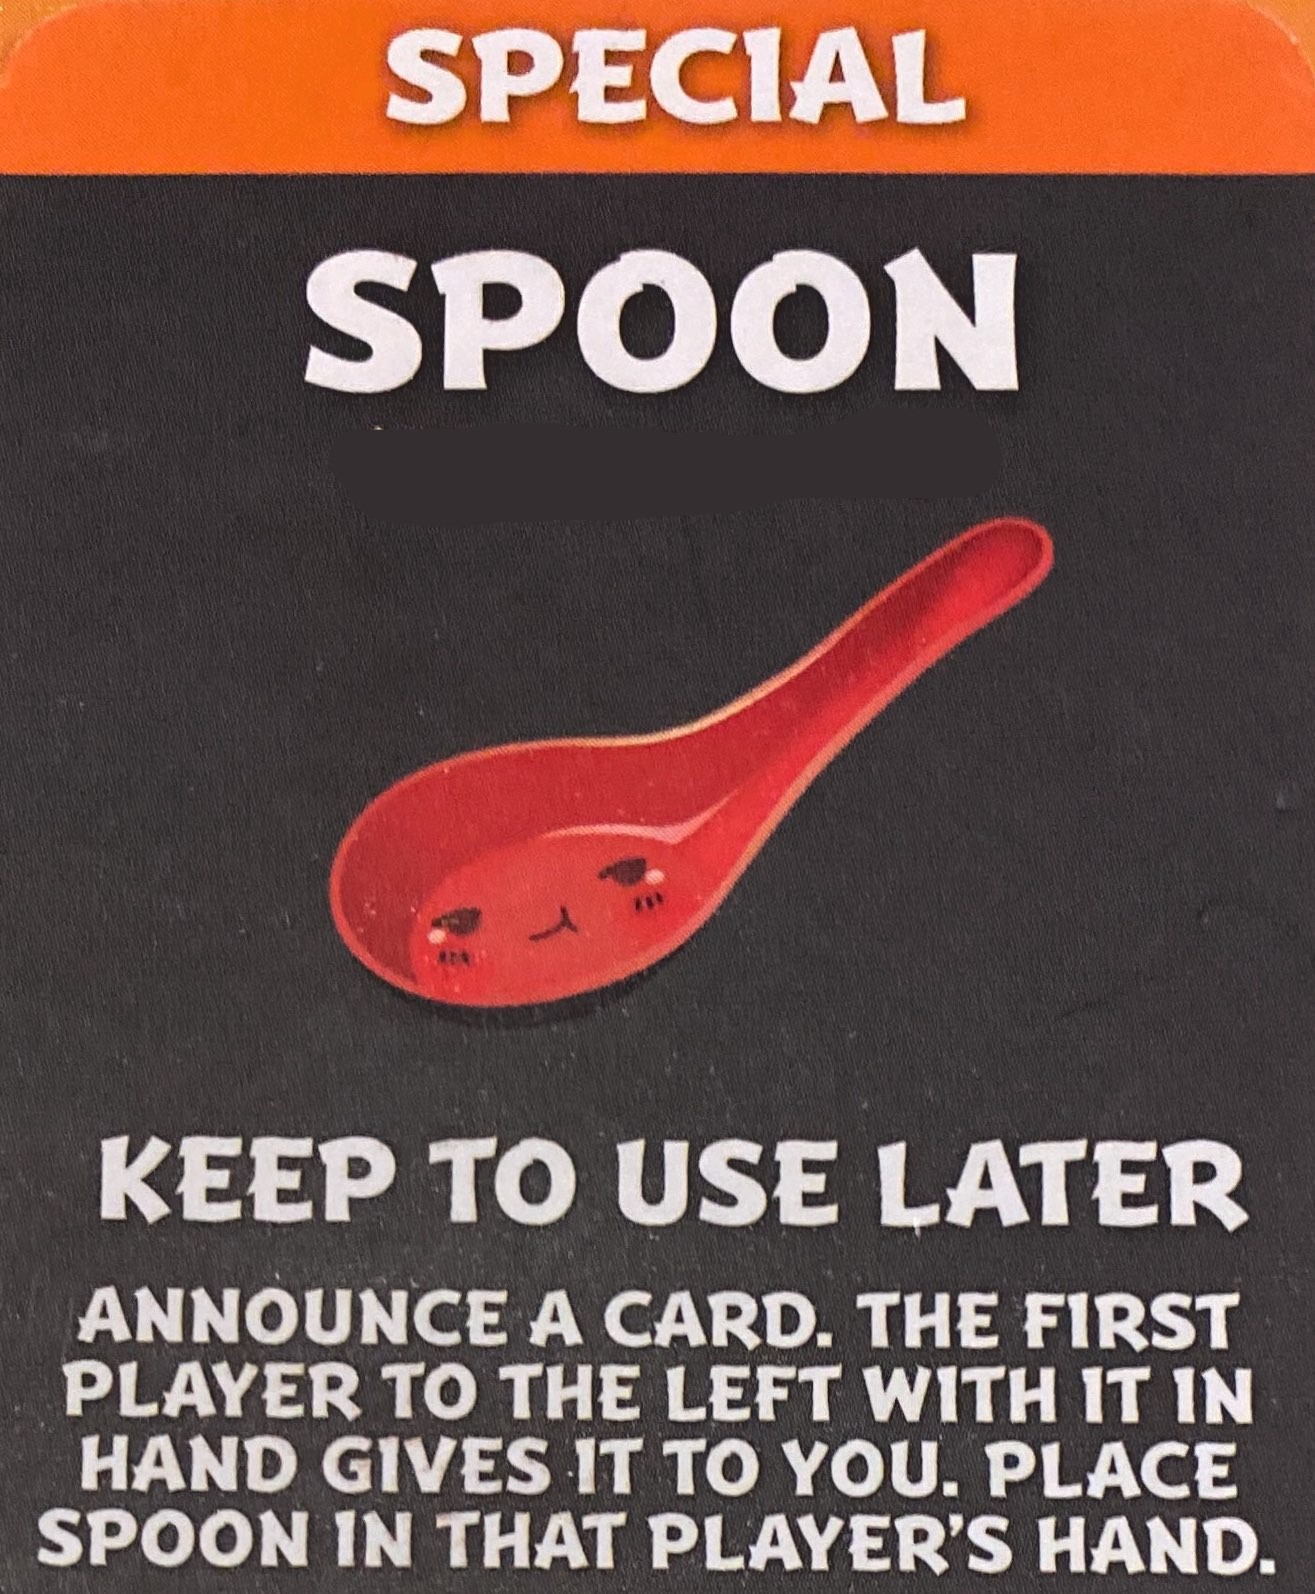 SPECIAL
SPOON
KEEP TO USE LATER
ANNOUNCE A CARD. THE FIRST
PLAYER TO THE LEFT WITH IT IN
HAND GIVES IT TO YOU. PLACE
SPOON IN THAT PLAYER'S HAND.